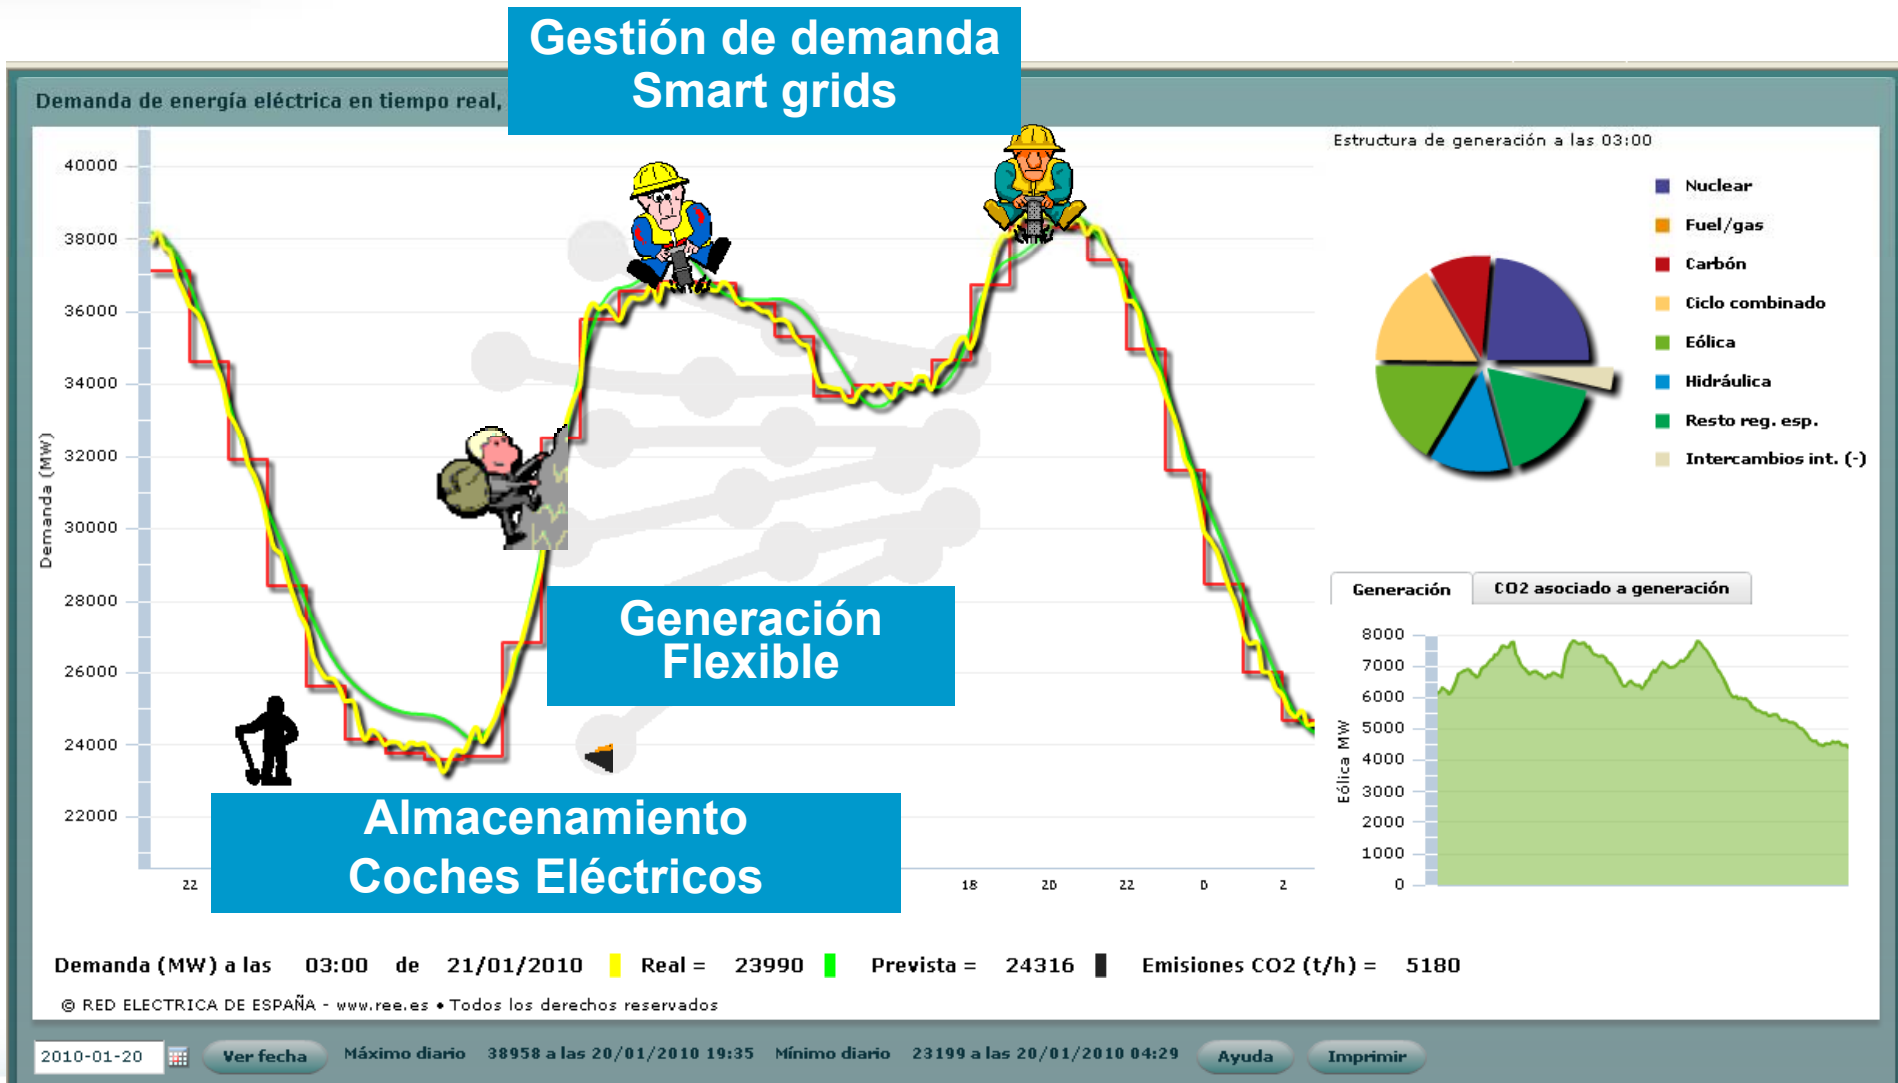 Gestión de demanda
Smart grids
Demanda de energía eléctrica en tiempo real,
Demanda (MW)
40000
38000
36000
34000
32000
30000
28000
26000
24000
22000
22
18
20
22
0
2
Generación
Flexible
Almacenamiento
Coches Eléctricos
Estructura de generación a las 03:00
Nuclear
Fuel/gas
Carbón
Ciclo combinado
Eólica
Hidráulica
Resto reg. esp.
Intercambios int. (-)
Generación
CO2 asociado a generación
Eólica MW
8000
7000
6000
5000
4000
3000
2000
1000
0
Demanda (MW) a las 03:00 de 21/01/2010 Real = 23990 Prevista = 24316 Emisiones CO2 (t/h) = 5180
© RED ELECTRICA DE ESPAÑA - www.ree.es • Todos los derechos reservados
2010-01-20 Ver fecha Máximo diario 38958 a las 20/01/2010 19:35 Mínimo diario 23199 a las 20/01/2010 04:29 Ayuda Imprimir